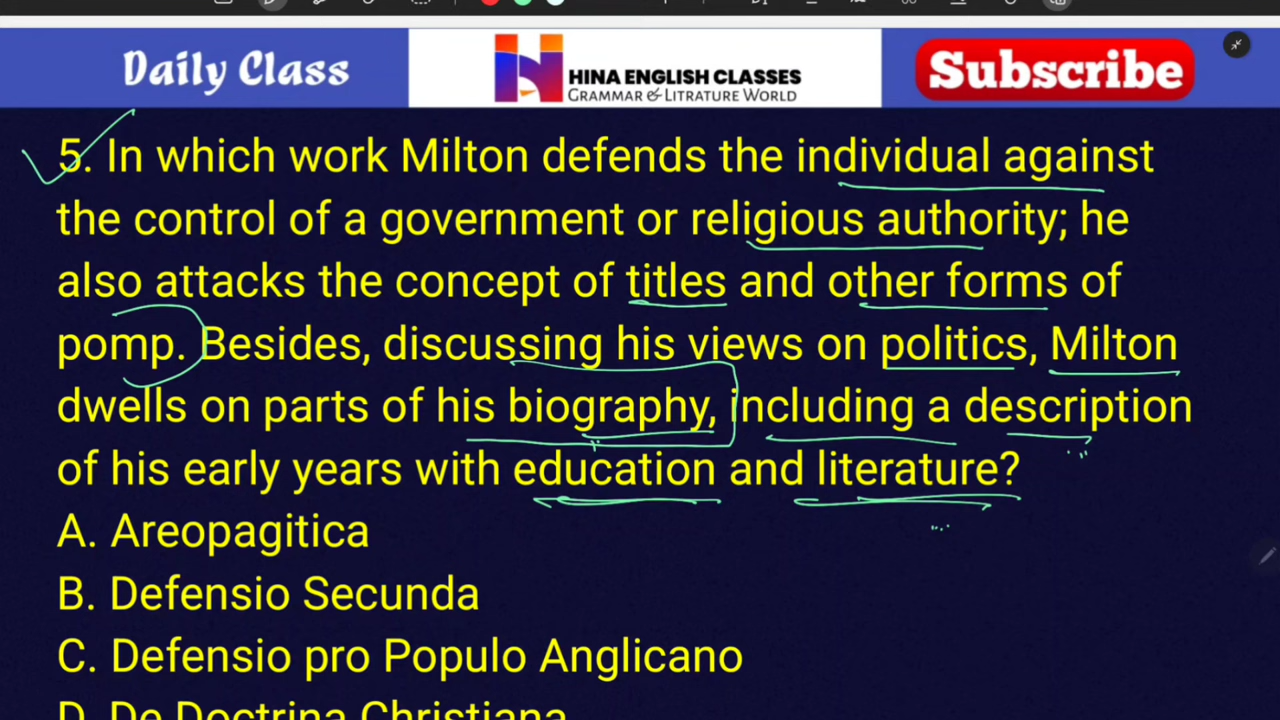 Daily Class
HINA ENGLISH CLASSES
GRAMMAR & LITRATURE WORLD
Subscribe
5. In which work Milton defends the individual against
the control of a government or religious authority; he
also attacks the concept of titles and other forms of
pomp. Besides, discussing his views on politics, Milton
dwells on parts of his biography, including a description
of his early years with education and literature?
A. Areopagitica
B. Defensio Secunda
C. Defensio pro Populo Anglicano
D. De Doctrina Christiana